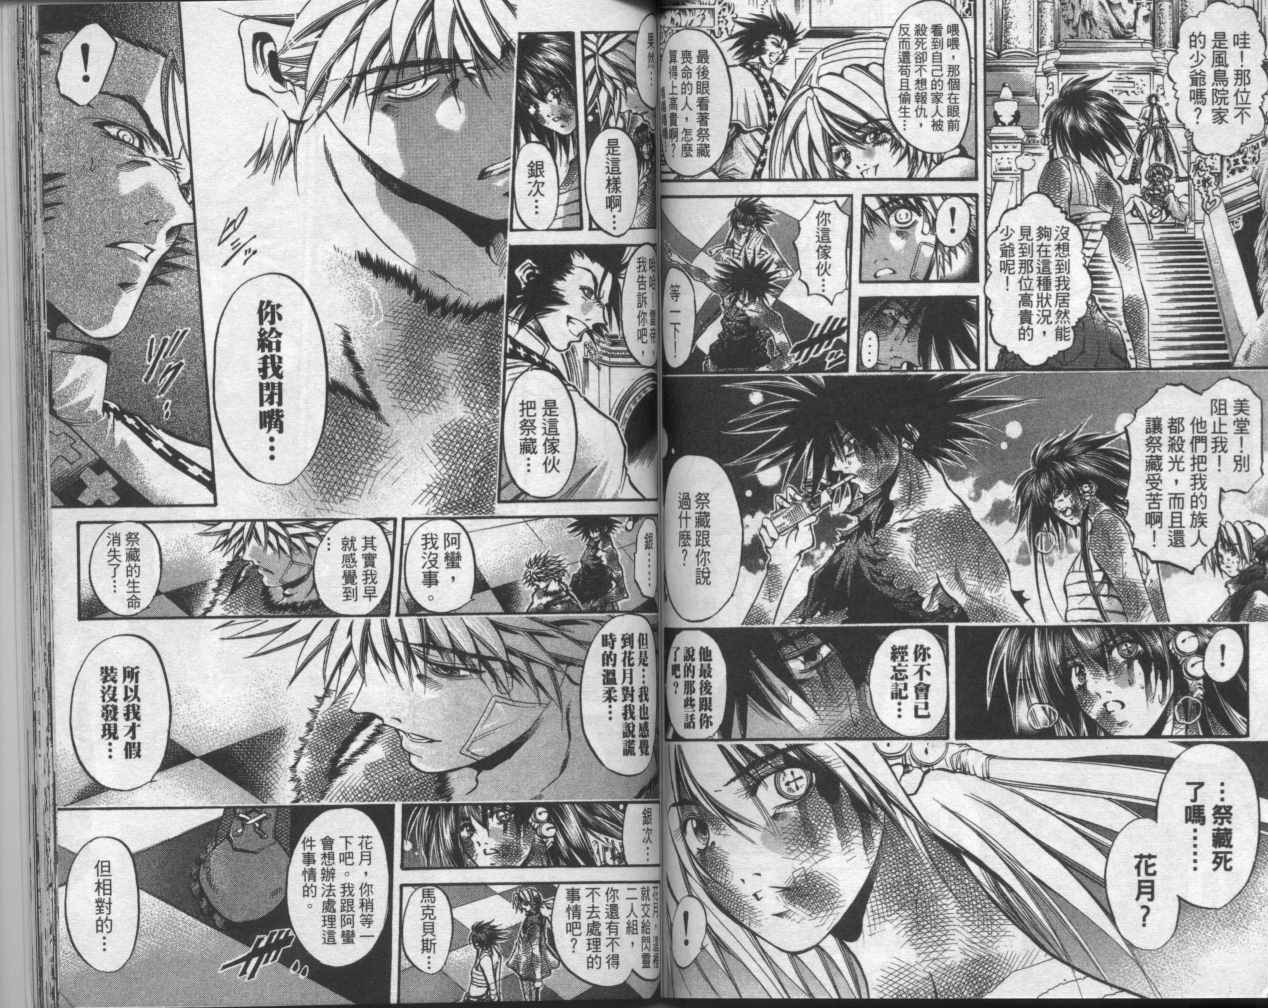 哇！那位不
是風鳥院家
的少爺嗎？
沒想到我居然能
夠在這種狀況，
見到那位高貴的
少爺呢！
喂喂，那個在眼前
看到自己的家人被
殺死卻不想報仇，
反而還苟且偷生…
最後眼看著祭藏
喪命的人，怎麼
算得上高貴啊？
！
…
你這傢伙
…
等一下！
美堂！別
阻止我！
他們把我的族人
都殺光，而且還
讓祭藏受苦啊！
祭藏跟你說
過什麼？
！
你不會已
經忘記…
他最後跟你
說的那些話
了吧？
…祭藏死
了嗎……
花月？
！
果然…
是這樣啊…
銀次…
！
我告訴你吧，
是這傢伙
把祭藏…
你給我閉嘴…
銀……
阿蠻，
我沒事。
其實我早
就感覺到
…
祭藏的生命
消失了…
但是…我也感覺
到花月對我說謊
時的溫柔…
所以我才假
裝沒發現…
銀次…
就交給閃靈
二人組，
你還有不得
不去處理的
事情吧？
馬克貝斯…
花月，你稍等一
下吧。我跟阿蠻
會想辦法處理這
件事情的。
但相對的…